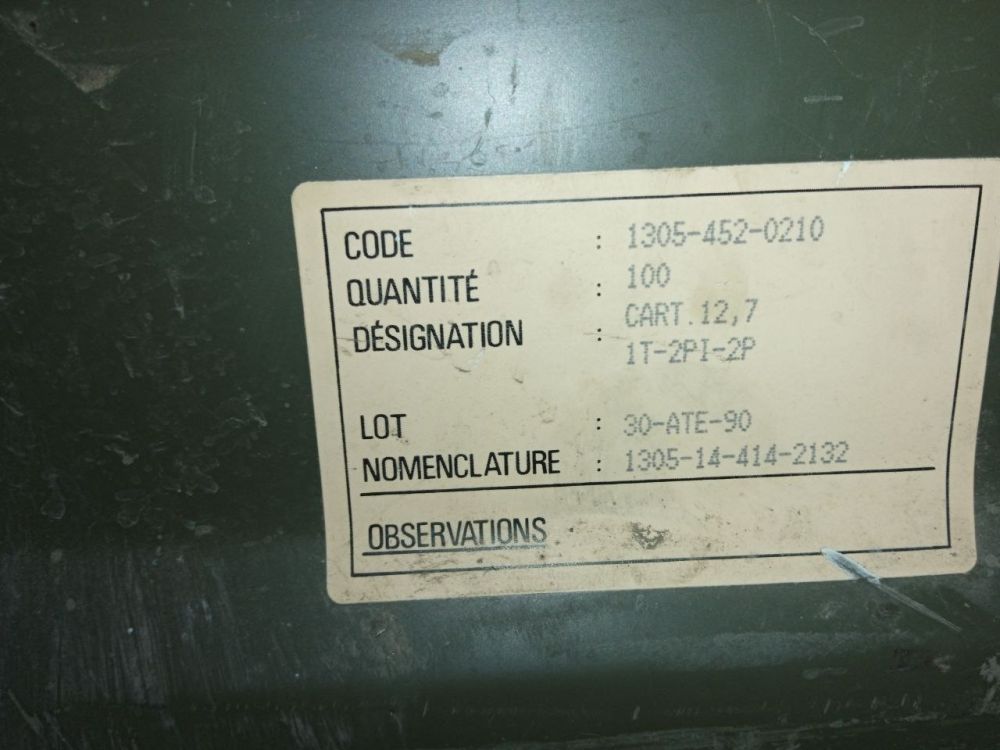 CODE : 1305-452-0210
QUANTITÉ : 100
DÉSIGNATION : CART.12,7
1T-2PI-2P
LOT : 30-ATE-90
NOMENCLATURE : 1305-14-414-2132
OBSERVATIONS